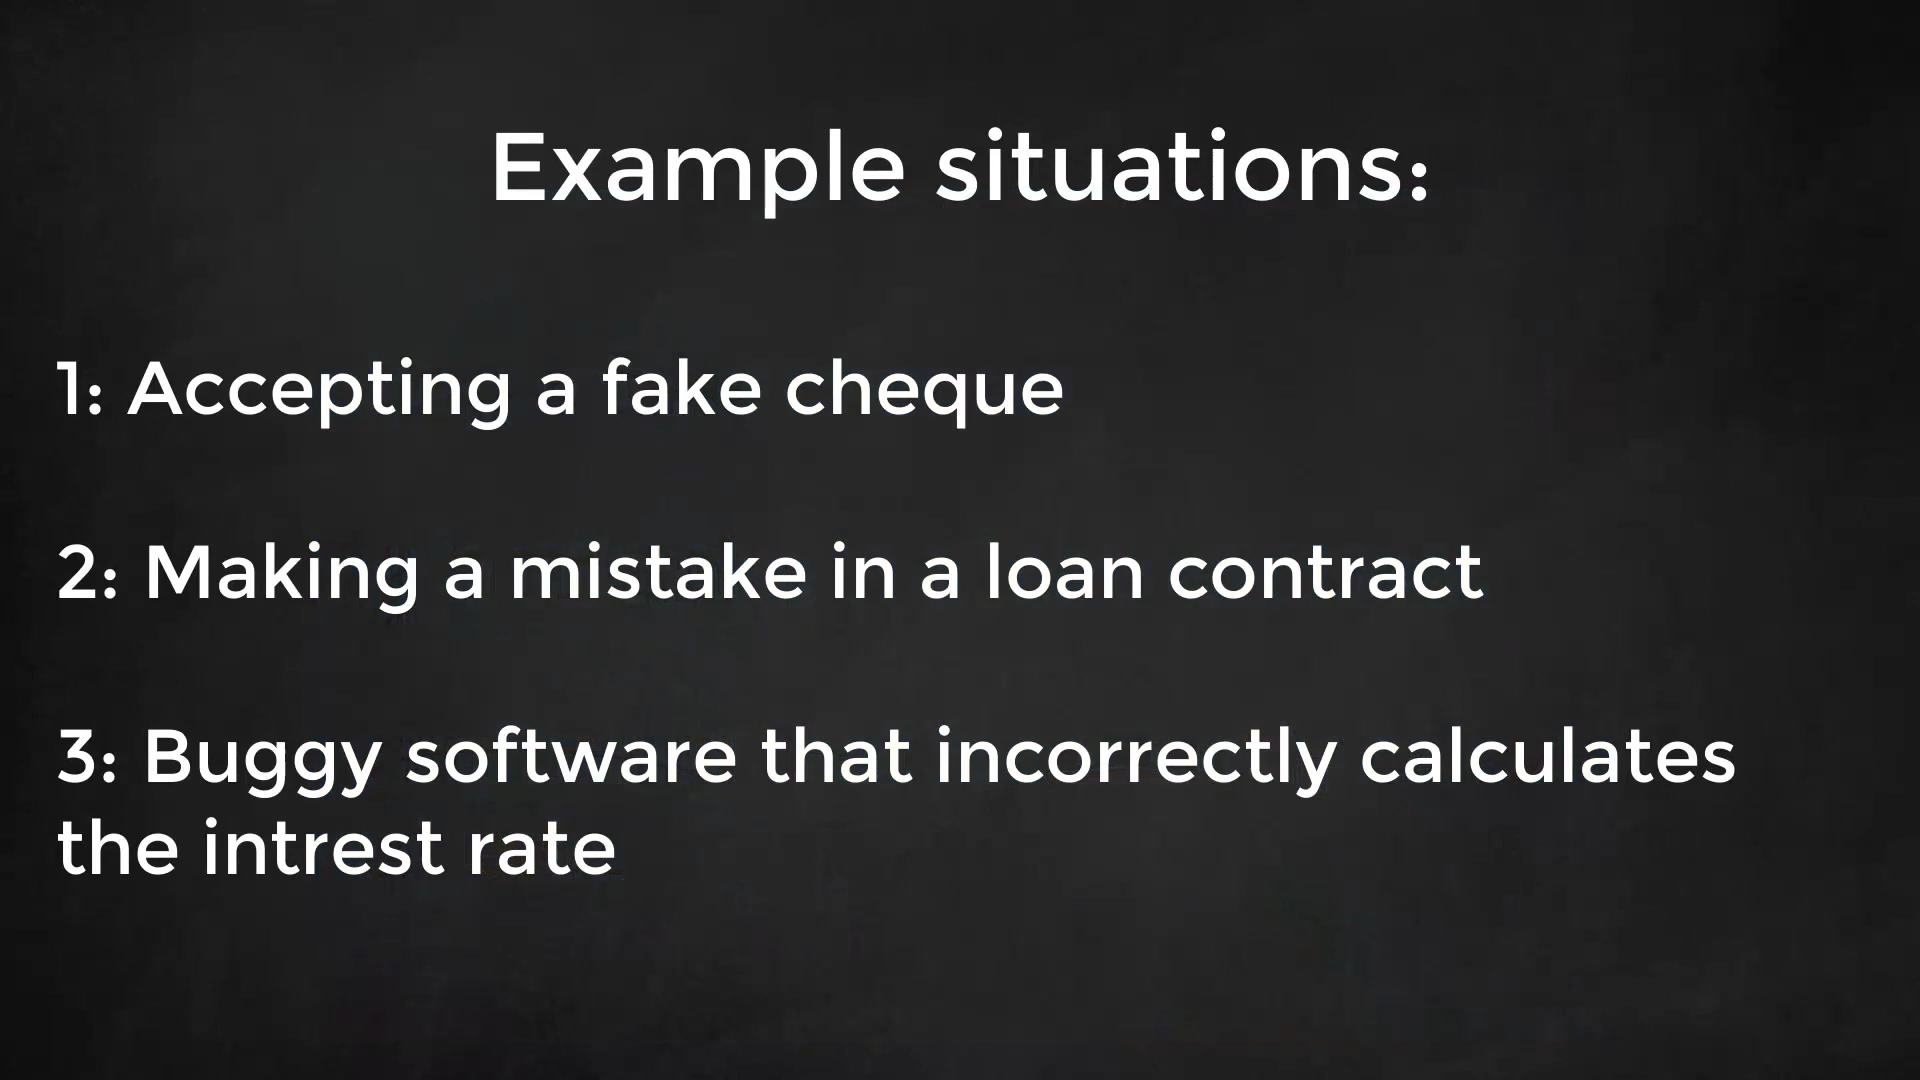 Example situations:
1: Accepting a fake cheque
2: Making a mistake in a loan contract
3: Buggy software that incorrectly calculates
the intrest rate